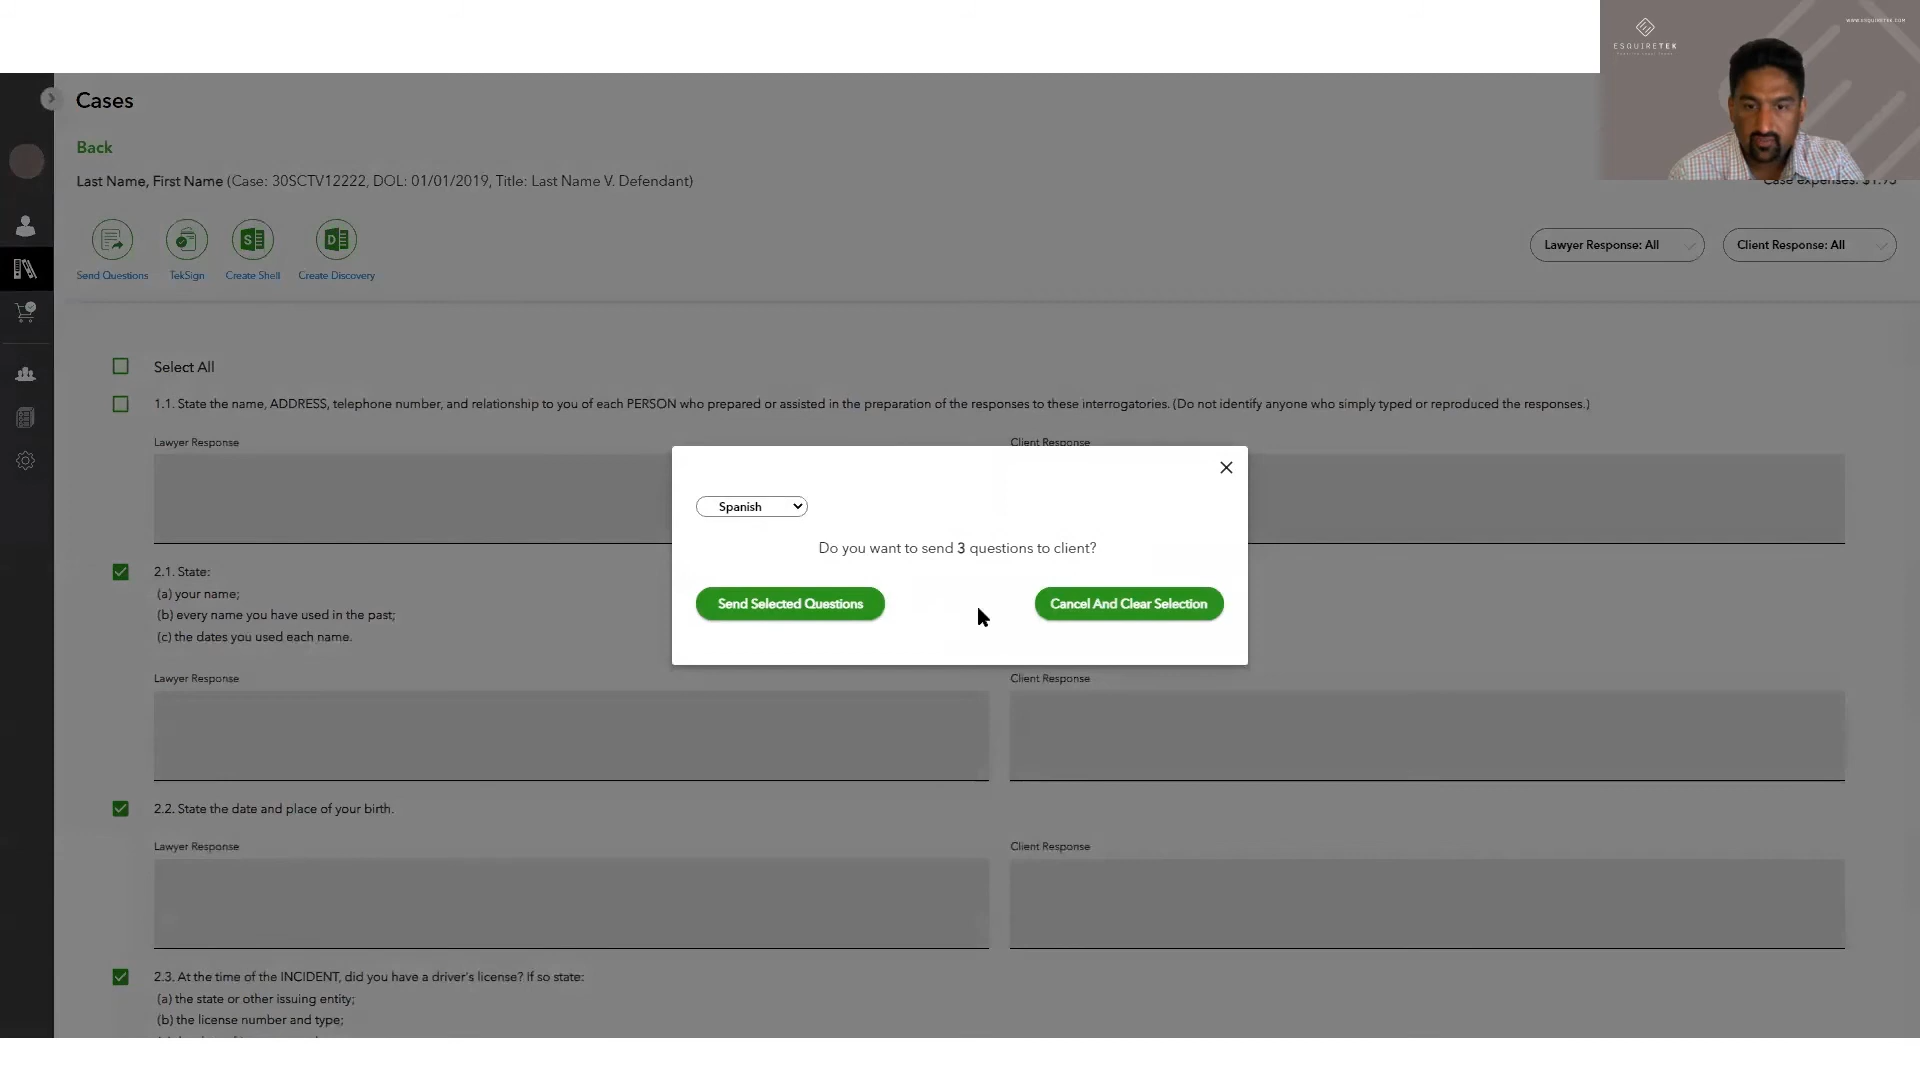 ESQUIRETEK
WWW.ESQUIRETEK.COM
Cases
Back
Last Name, First Name (Case: 30SCTV12222, DOL: 01/01/2019, Title: Last Name V. Defendant)
Case expenses: $1.95
Send Questions
TekSign
S
Create Shell
D
Create Discovery
Lawyer Response: All
Client Response: All
Select All
1.1. State the name, ADDRESS, telephone number, and relationship to you of each PERSON who prepared or assisted in the preparation of the responses to these interrogatories. (Do not identify anyone who simply typed or reproduced the responses.)
Lawyer Response
Client Response
Spanish
Do you want to send 3 questions to client?
Send Selected Questions
Cancel And Clear Selection
2.1. State:
(a) your name;
(b) every name you have used in the past;
(c) the dates you used each name.
Lawyer Response
Client Response
2.2. State the date and place of your birth.
Lawyer Response
Client Response
2.3. At the time of the INCIDENT, did you have a driver's license? If so state:
(a) the state or other issuing entity;
(b) the license number and type;